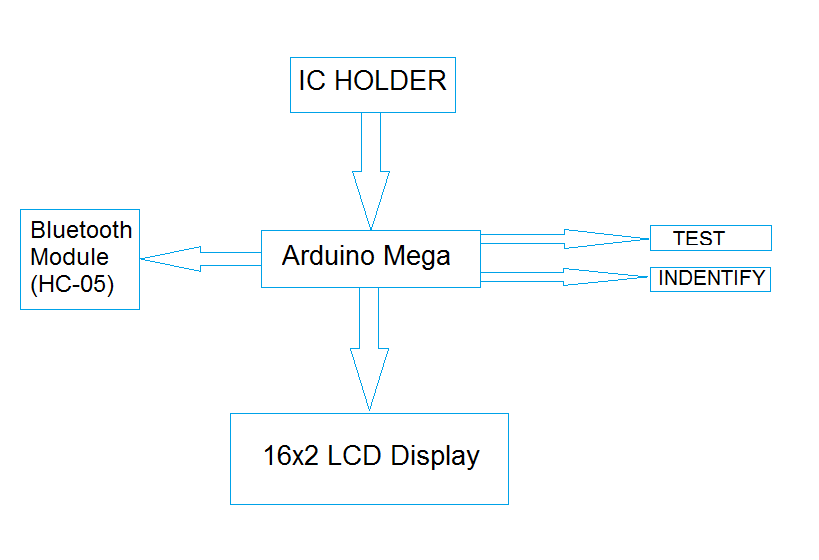 IC HOLDER
Bluetooth
Module
(HC-05)
Arduino Mega
TEST
INDENTIFY
16x2 LCD Display